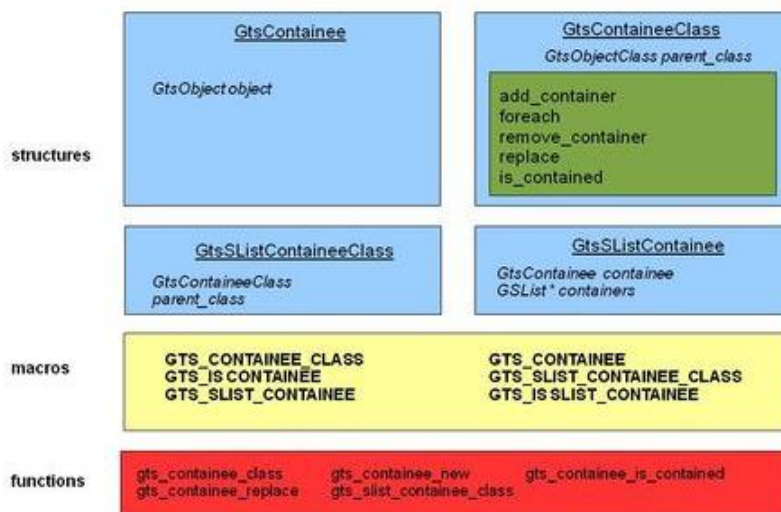 GtsContainee
GtsObject object
GtsContaineeClass
GtsObjectClass parent_class
add_container
foreach
remove_container
replace
is_contained
structures
GtsSListContaineeClass
GtsContaineeClass
parent_class
GtsSListContainee
GtsContainee containee
GSList* containers
macros
GTS_CONTAINEE_CLASS
GTS_IS CONTAINEE
GTS_SLIST_CONTAINEE
GTS_CONTAINEE
GTS_SLIST_CONTAINEE_CLASS
GTS_IS SLIST_CONTAINEE
functions
gts_containee_class gts_containee_new gts_containee_is_contained
gts_containee_replace gts_slist_containee_class